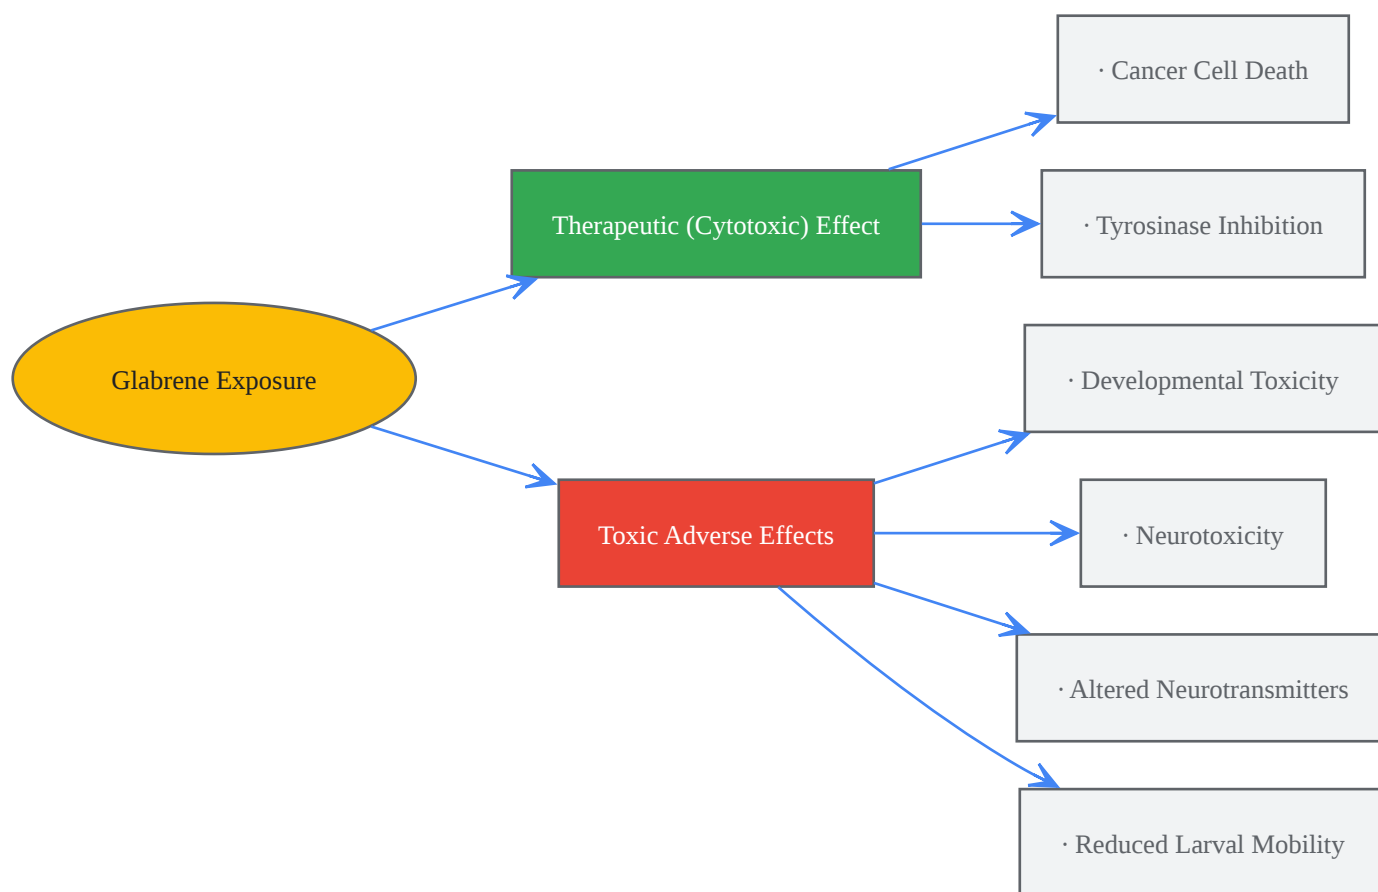 · Cancer Cell Death
Therapeutic (Cytotoxic) Effect
· Tyrosinase Inhibition
Glabrene Exposure
· Developmental Toxicity
Toxic Adverse Effects
· Neurotoxicity
· Altered Neurotransmitters
· Reduced Larval Mobility